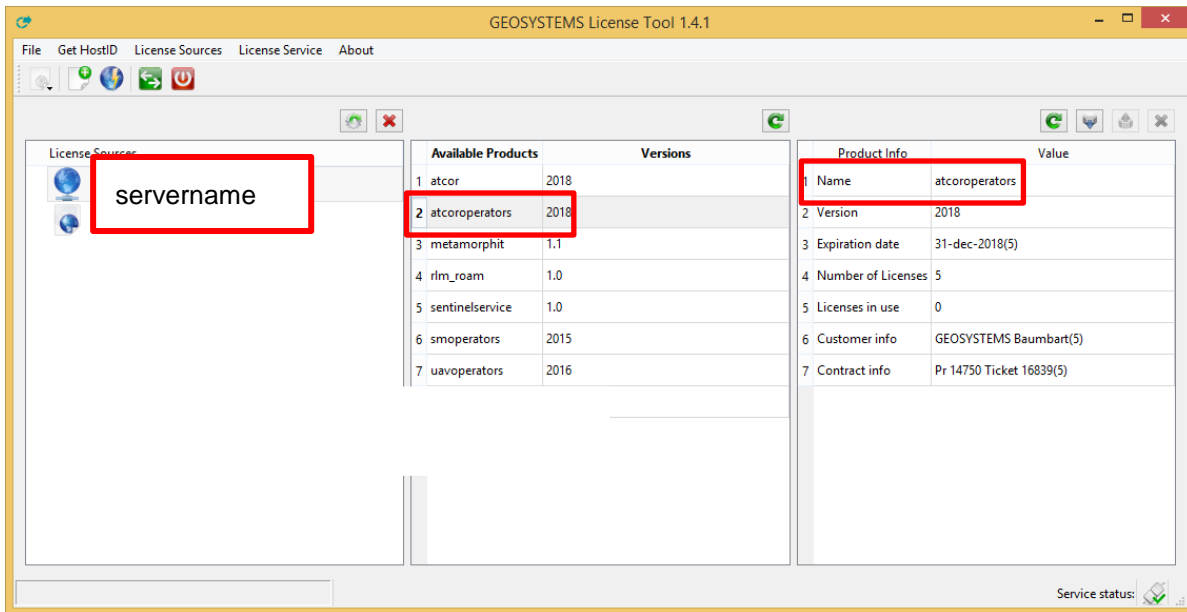 GEOSYSTEMS License Tool 1.4.1
File Get HostID License Sources License Service About
License Sources
servername
Available Products Versions
1 atcor 2018
2 atcoroperators 2018
3 metamorphit 1.1
4 rlm_roam 1.0
5 sentinelservice 1.0
6 smoperators 2015
7 uavoperators 2016
Product Info Value
1 Name atcoroperators
2 Version 2018
3 Expiration date 31-dec-2018(5)
4 Number of Licenses 5
5 Licenses in use 0
6 Customer info GEOSYSTEMS Baumbart(5)
7 Contract info Pr 14750 Ticket 16839(5)
Service status: